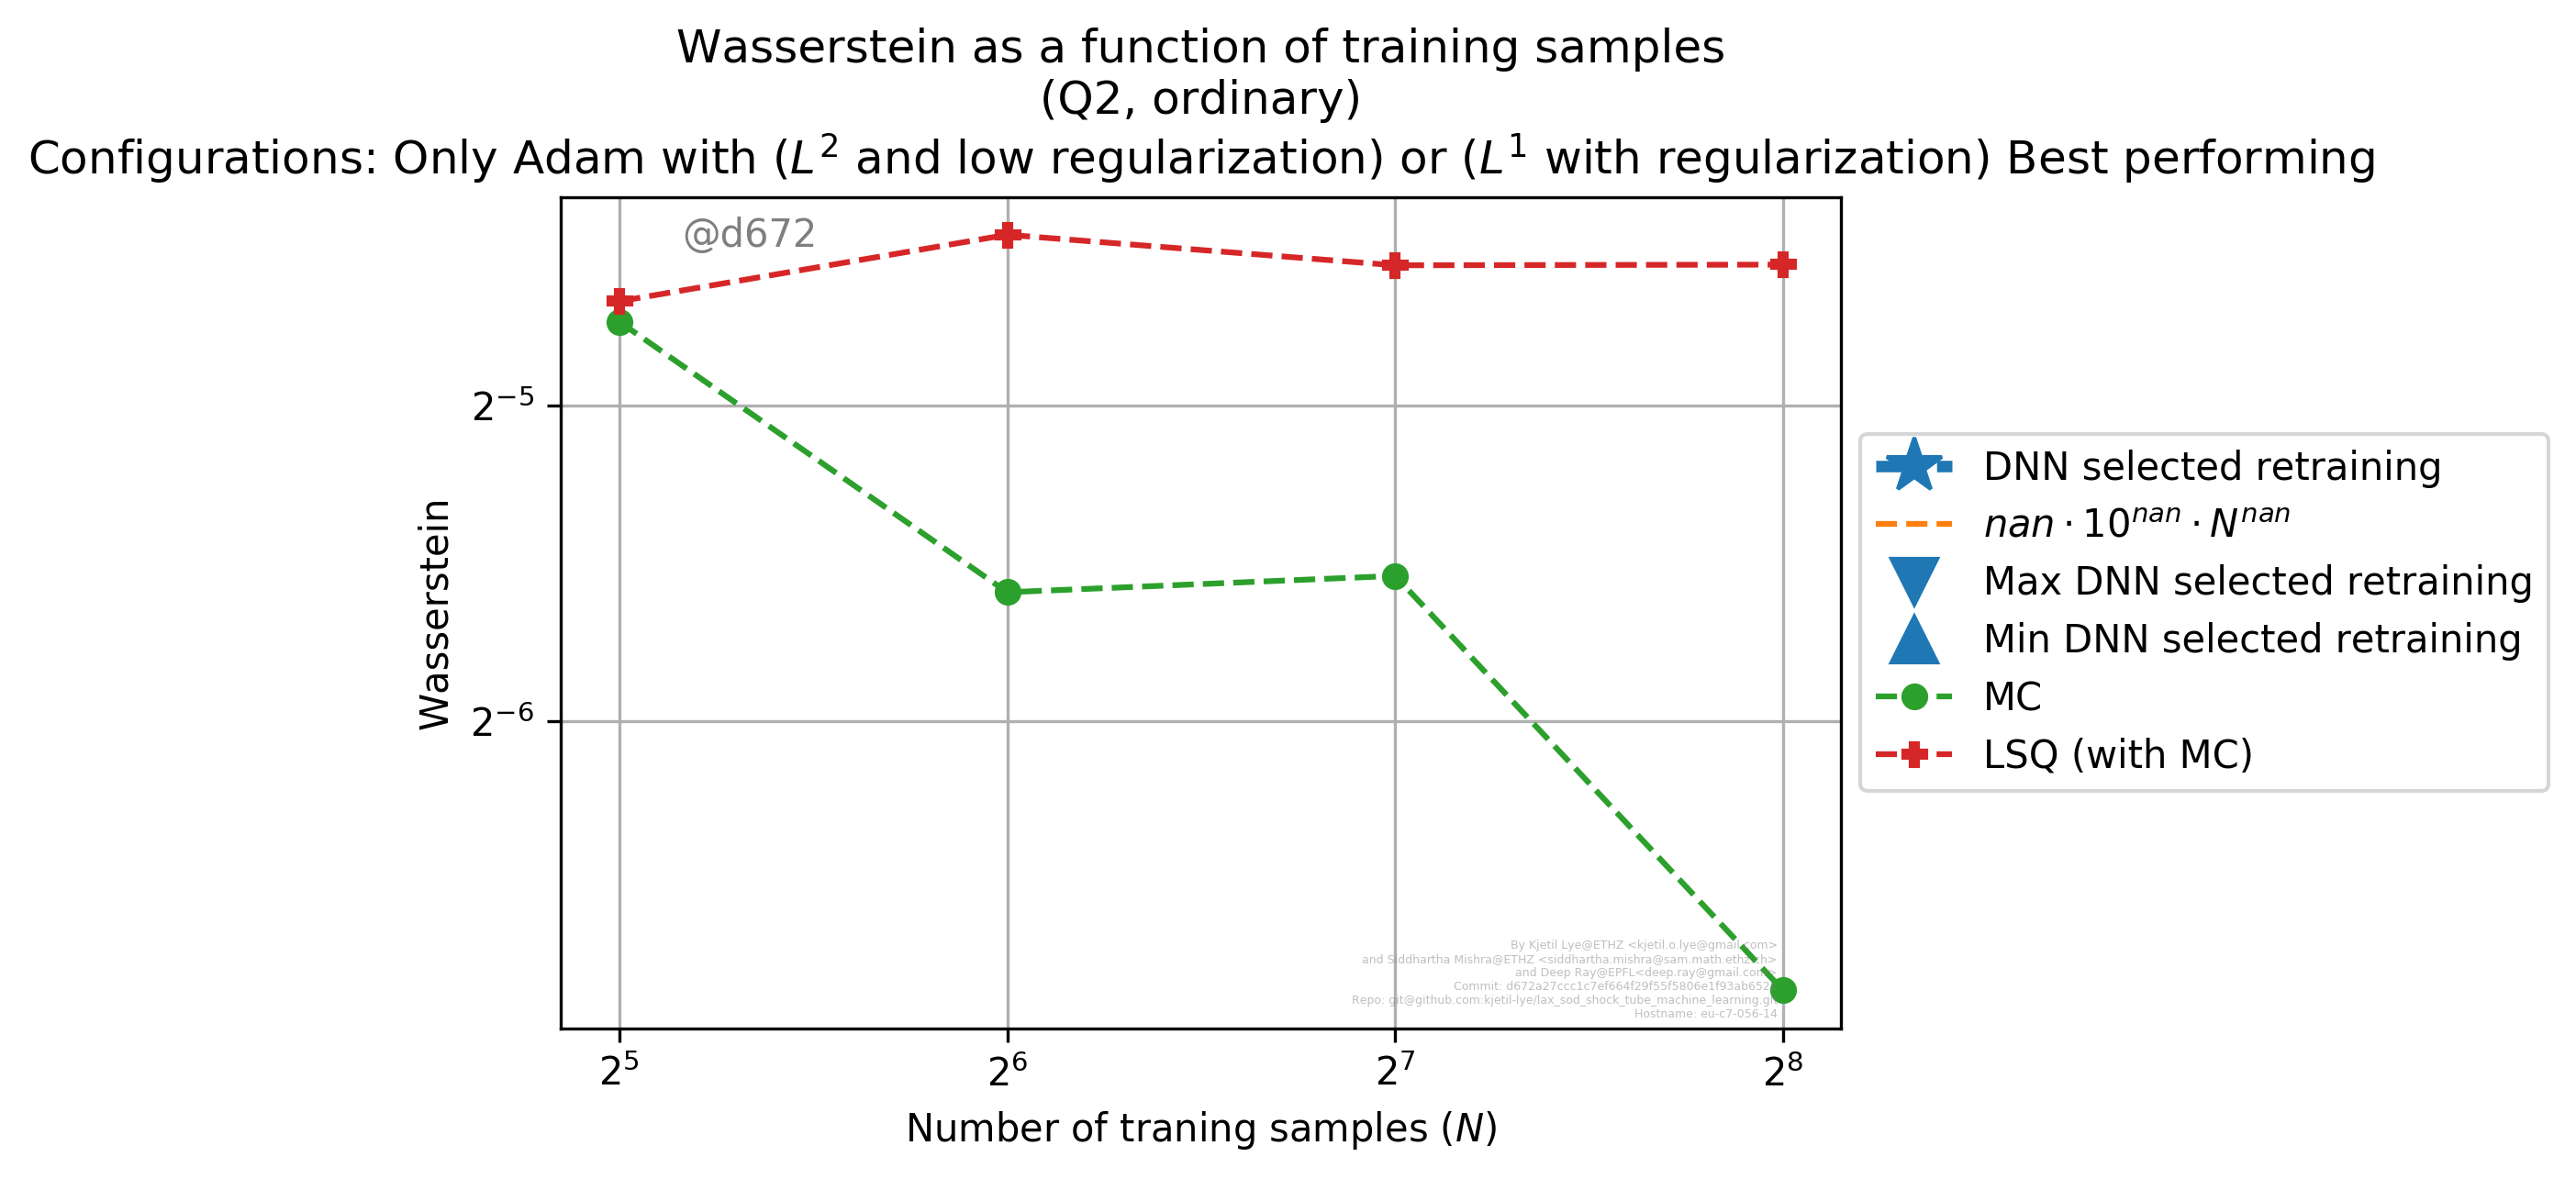 Wasserstein as a function of training samples
(Q2, ordinary)
Configurations: Only Adam with (L² and low regularization) or (L¹ with regularization) Best performing
@d672
2⁻⁵
2⁻⁶
Wasserstein
DNN selected retraining
nan · 10ⁿᵃⁿ · Nⁿᵃⁿ
Max DNN selected retraining
Min DNN selected retraining
MC
LSQ (with MC)
By Kjetil Lye@ETHZ <kjetil.o.lye@gmail.com>
and Siddhartha Mishra@ETHZ <siddhartha.mishra@sam.math.ethz.ch>
and Deep Ray@EPFL<deep.ray@gmail.com>
Commit:
Repo: git@github.com:kjetil-lye/lax_sod_shock_tube_machine_learning.git
Hostname: eu-c7-056-14
2⁵ 2⁶ 2⁷ 2⁸
Number of traning samples (N)